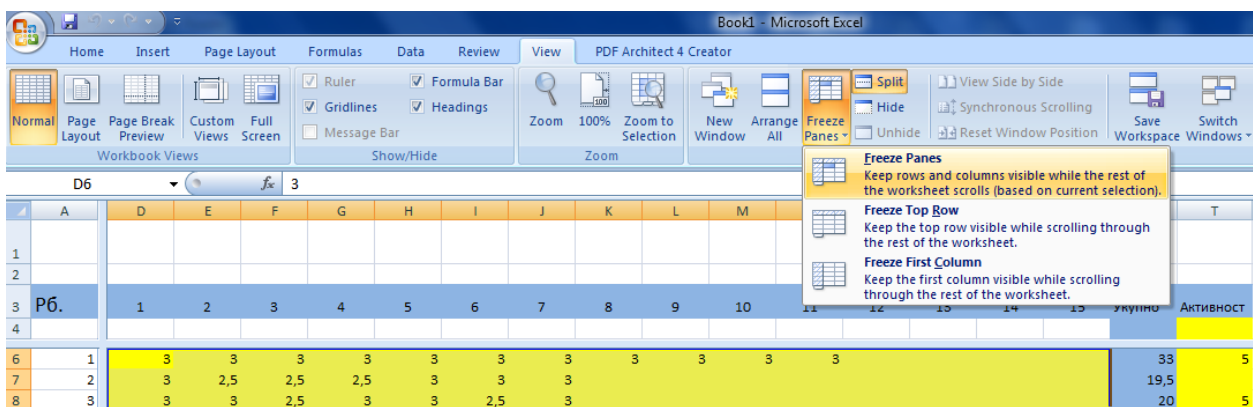 Book1 - Microsoft Excel
Home Insert Page Layout Formulas Data Review View PDF Architect 4 Creator
Normal
Page Layout
Page Break Preview
Custom Views
Full Screen
Workbook Views
Ruler
Formula Bar
Gridlines
Headings
Message Bar
Show/Hide
Zoom
100
100%
Zoom to Selection
Zoom
New Window
Arrange All
Freeze Panes
Split
Hide
Unhide
View Side by Side
Synchronous Scrolling
Reset Window Position
Save Workspace
Switch Windows
Freeze Panes
Keep rows and columns visible while the rest of
the worksheet scrolls (based on current selection).
Freeze Top Row
Keep the top row visible while scrolling through
the rest of the worksheet.
Freeze First Column
Keep the first column visible while scrolling
through the rest of the worksheet.
D6 fx 3
A D E F G H I J K L M T
1
2
3 Рб. 1 2 3 4 5 6 7 8 9 10 11 12 13 14 15 Укупно Активност
4
6 1 3 3 3 3 3 3 3 3 3 3 3 33 5
7 2 3 2,5 2,5 2,5 3 3 3 19,5
8 3 3 3 2,5 3 3 2,5 3 20 5